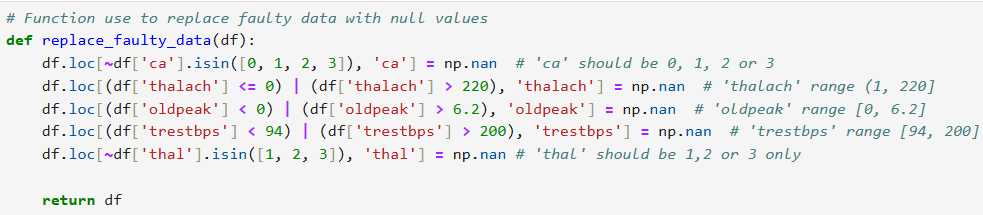 # Function use to replace faulty data with null values
def replace_faulty_data(df):
    df.loc[~df['ca'].isin([0, 1, 2, 3]), 'ca'] = np.nan  # 'ca' should be 0, 1, 2 or 3
    df.loc[(df['thalach'] <= 0) | (df['thalach'] > 220), 'thalach'] = np.nan  # 'thalach' range (1, 220]
    df.loc[(df['oldpeak'] < 0) | (df['oldpeak'] > 6.2), 'oldpeak'] = np.nan  # 'oldpeak' range [0, 6.2]
    df.loc[(df['trestbps'] < 94) | (df['trestbps'] > 200), 'trestbps'] = np.nan  # 'trestbps' range [94, 200]
    df.loc[~df['thal'].isin([1, 2, 3]), 'thal'] = np.nan # 'thal' should be 1,2 or 3 only
    return df